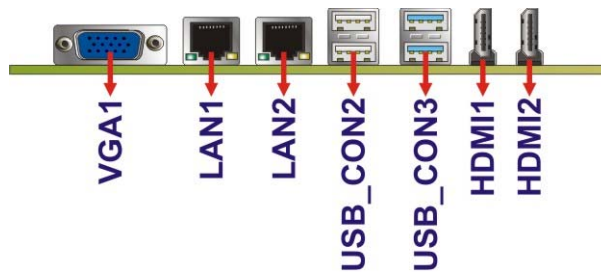 VGA1
LAN1
LAN2
USB_CON2
USB_CON3
HDMI1
HDMI2